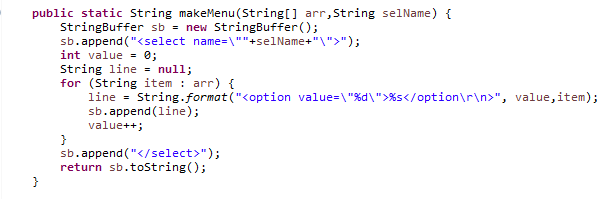 public static String makeMenu(String[] arr,String selName) {
    StringBuffer sb = new StringBuffer();
    sb.append("<select name=\""+selName+"\">");
    int value = 0;
    String line = null;
    for (String item : arr) {
        line = String.format("<option value=\"%d\">%s</option\r\n>", value,item);
        sb.append(line);
        value++;
    }
    sb.append("</select>");
    return sb.toString();
}